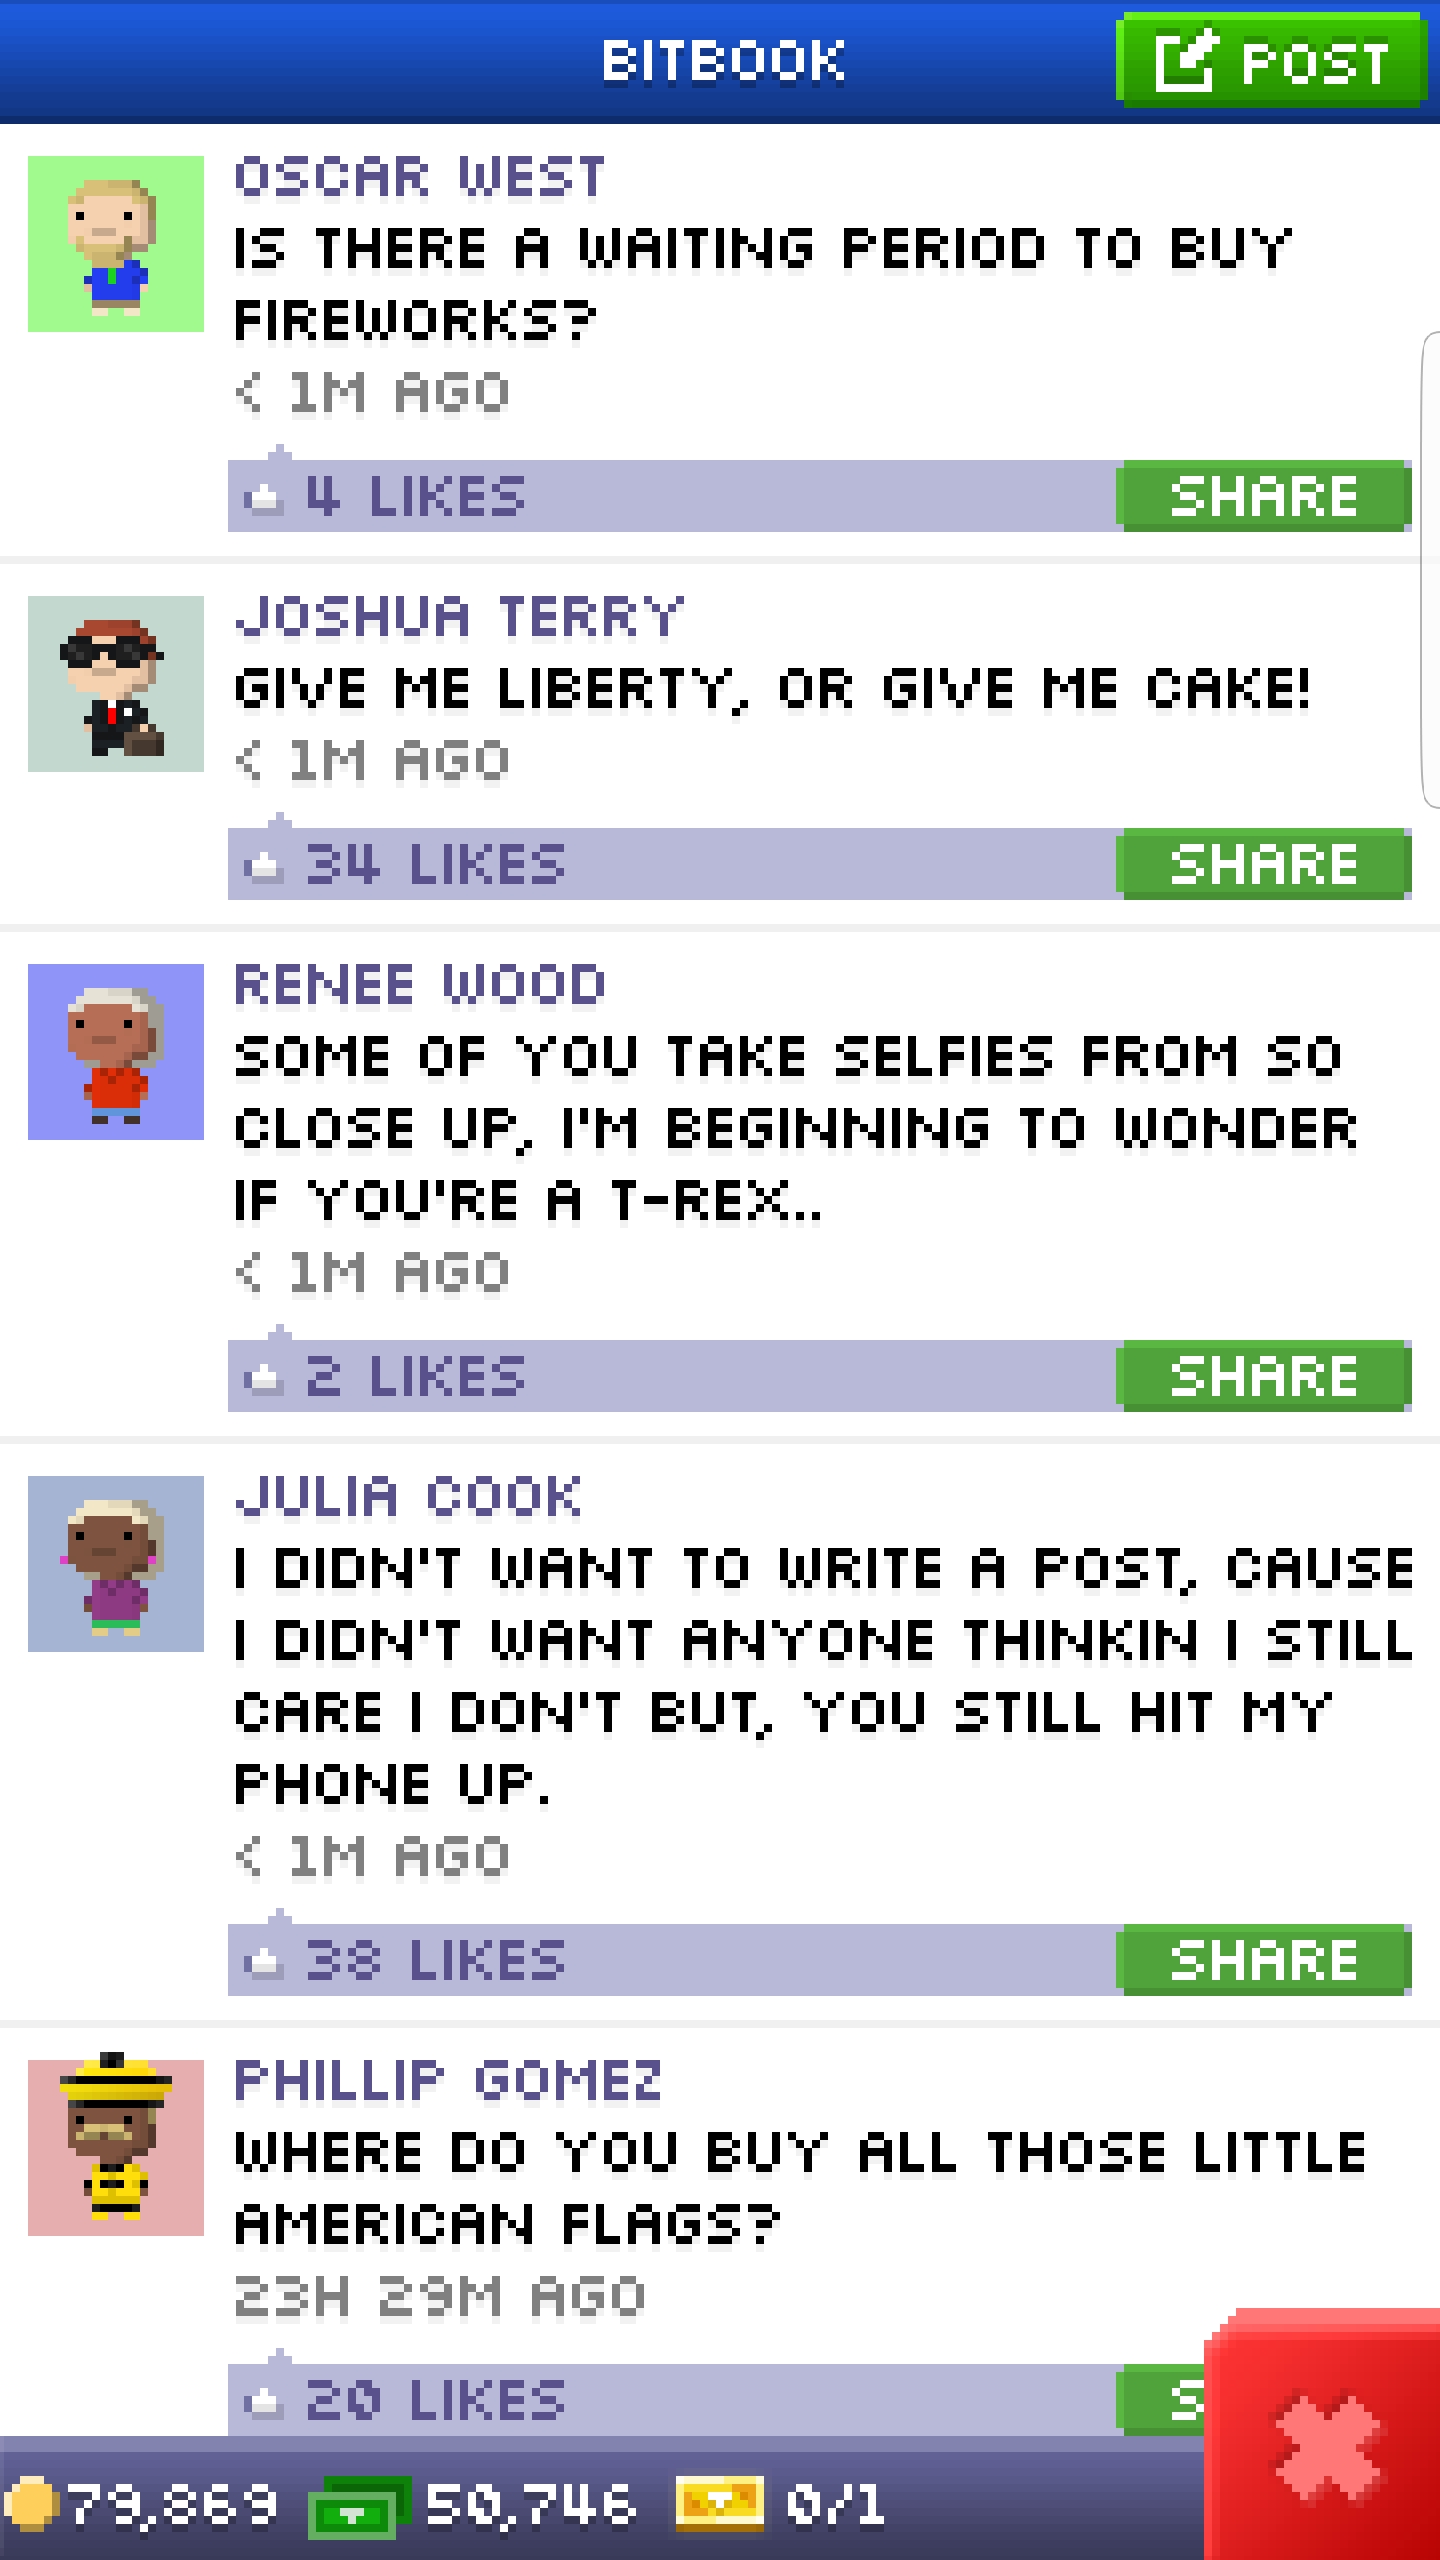 BITBOOK
POST
OSCAR WEST
IS THERE A WAITING PERIOD TO BUY
FIREWORKS?
< 1M AGO
4 LIKES
SHARE
JOSHUA TERRY
GIVE ME LIBERTY, OR GIVE ME CAKE!
< 1M AGO
34 LIKES
SHARE
RENEE WOOD
SOME OF YOU TAKE SELFIES FROM SO
CLOSE UP, I'M BEGINNING TO WONDER
IF YOU'RE A T-REX..
< 1M AGO
2 LIKES
SHARE
JULIA COOK
I DIDN'T WANT TO WRITE A POST, CAUSE
I DIDN'T WANT ANYONE THINKIN I STILL
CARE I DON'T BUT, YOU STILL HIT MY
PHONE UP.
< 1M AGO
38 LIKES
SHARE
PHILLIP GOMEZ
WHERE DO YOU BUY ALL THOSE LITTLE
AMERICAN FLAGS?
23H 29M AGO
20 LIKES
S
79,869
50,746
0/1